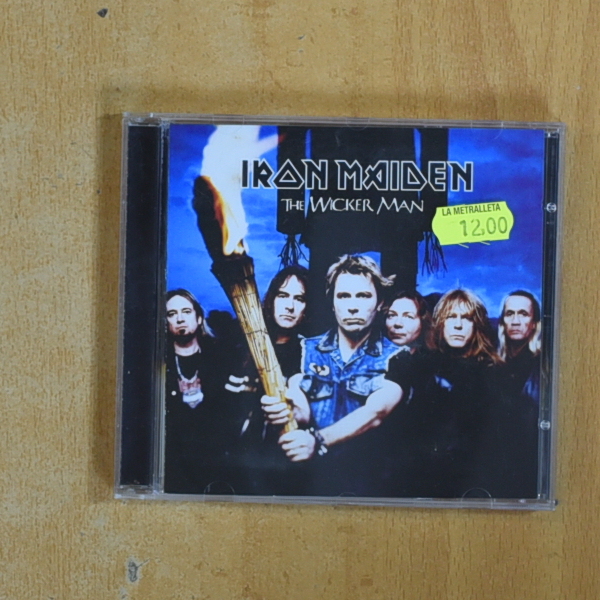 IRON MAIDEN
THE WICKER MAN
LA METRALLETA
12,00